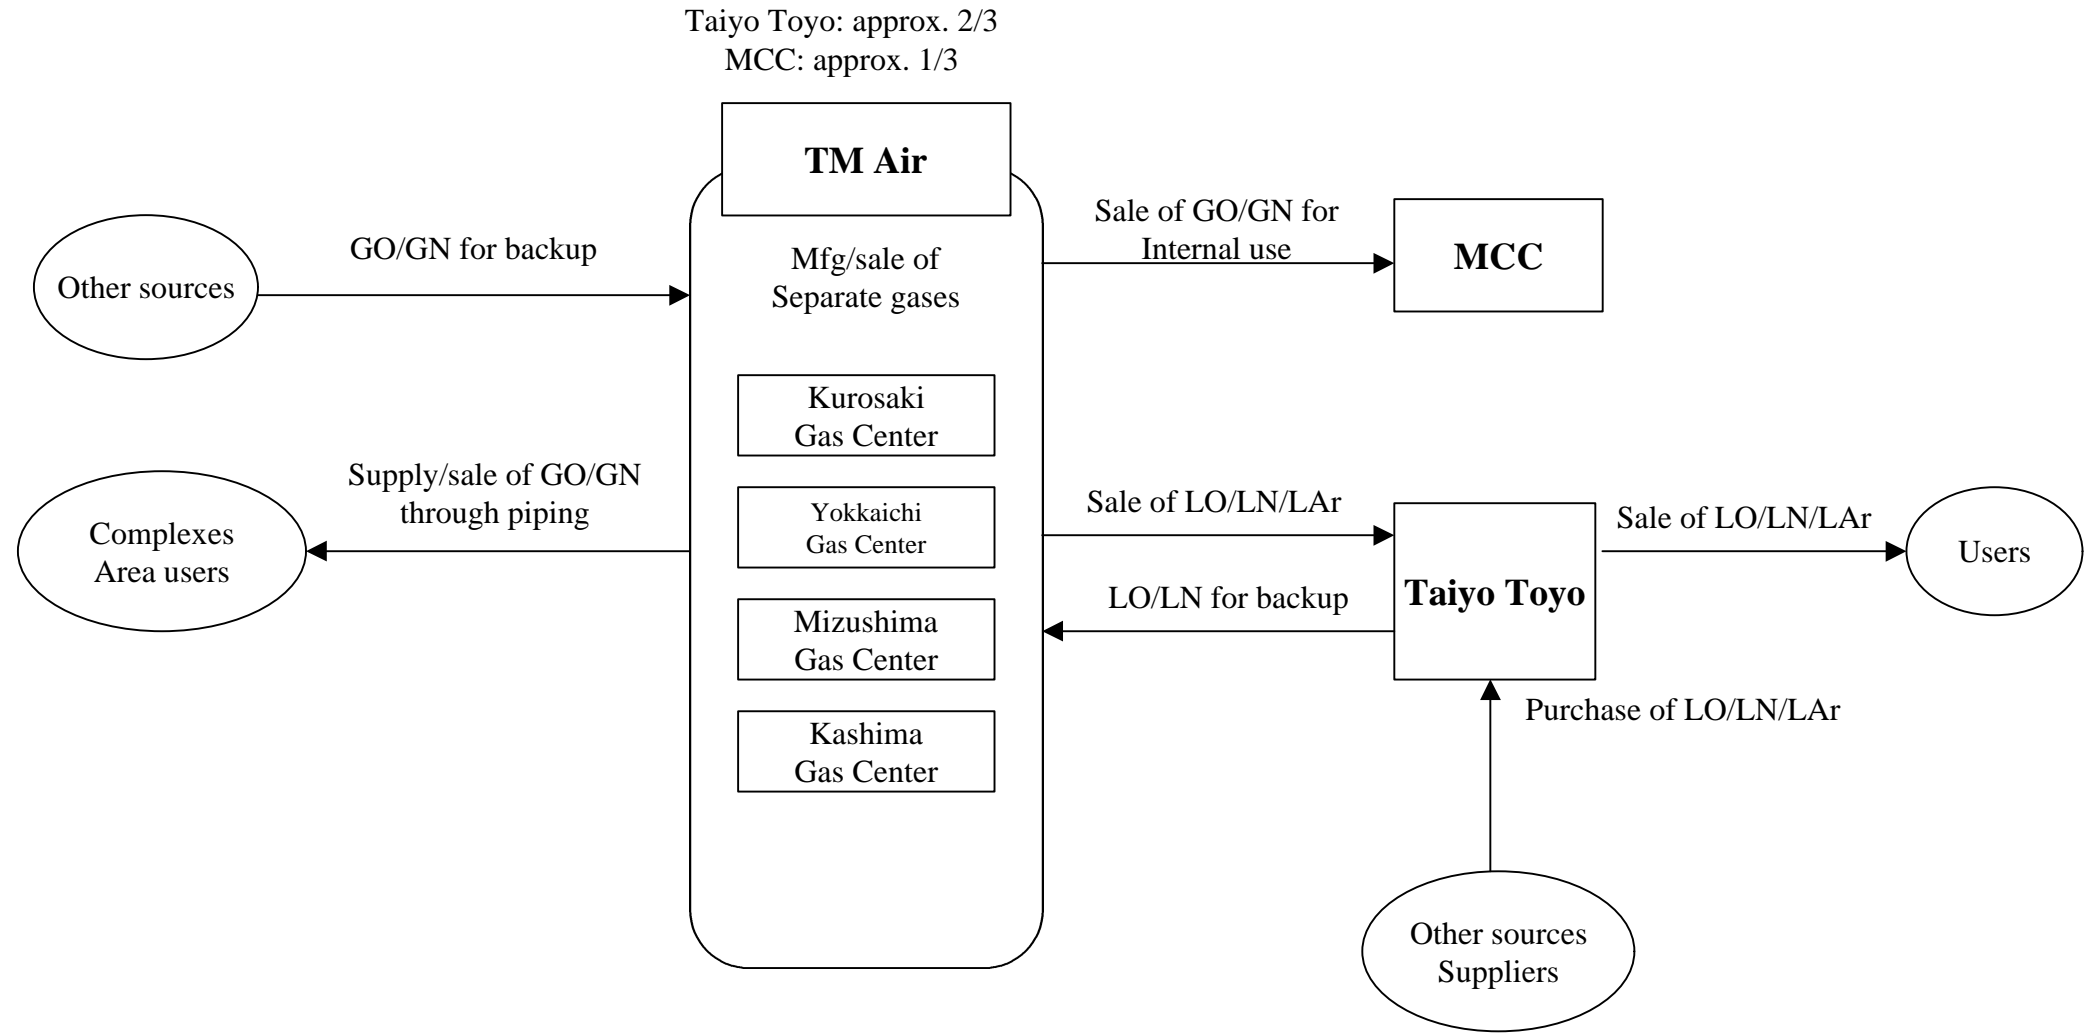 Taiyo Toyo: approx. 2/3
MCC: approx. 1/3
TM Air
Mfg/sale of
Separate gases
Kurosaki
Gas Center
Yokkaichi
Gas Center
Mizushima
Gas Center
Kashima
Gas Center
Other sources
GO/GN for backup
Complexes
Area users
Supply/sale of GO/GN
through piping
Sale of GO/GN for
Internal use
MCC
Sale of LO/LN/LAr
LO/LN for backup
Taiyo Toyo
Sale of LO/LN/LAr
Users
Purchase of LO/LN/LAr
Other sources
Suppliers